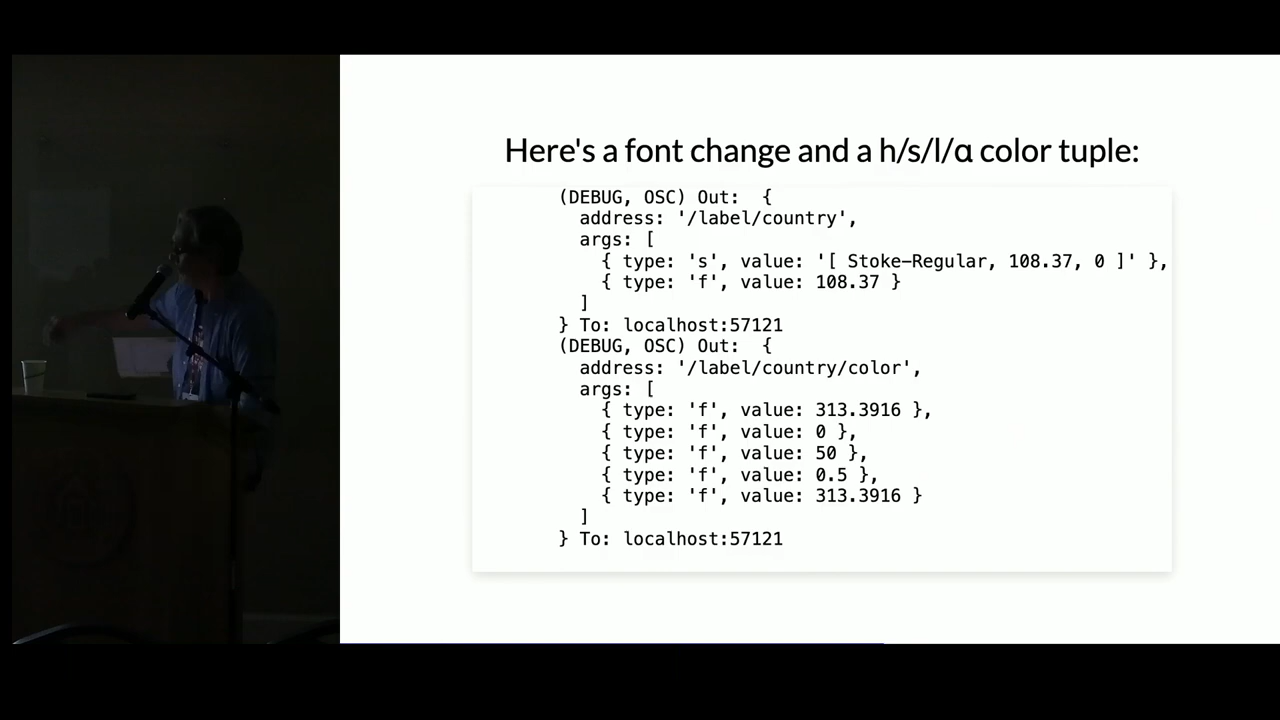 Here's a font change and a h/s/l/α color tuple:
(DEBUG, OSC) Out:  {
  address: '/label/country',
  args: [
    { type: 's', value: '[ Stoke-Regular, 108.37, 0 ]' },
    { type: 'f', value: 108.37 }
  ]
} To: localhost:57121
(DEBUG, OSC) Out:  {
  address: '/label/country/color',
  args: [
    { type: 'f', value: 313.3916 },
    { type: 'f', value: 0 },
    { type: 'f', value: 50 },
    { type: 'f', value: 0.5 },
    { type: 'f', value: 313.3916 }
  ]
} To: localhost:57121